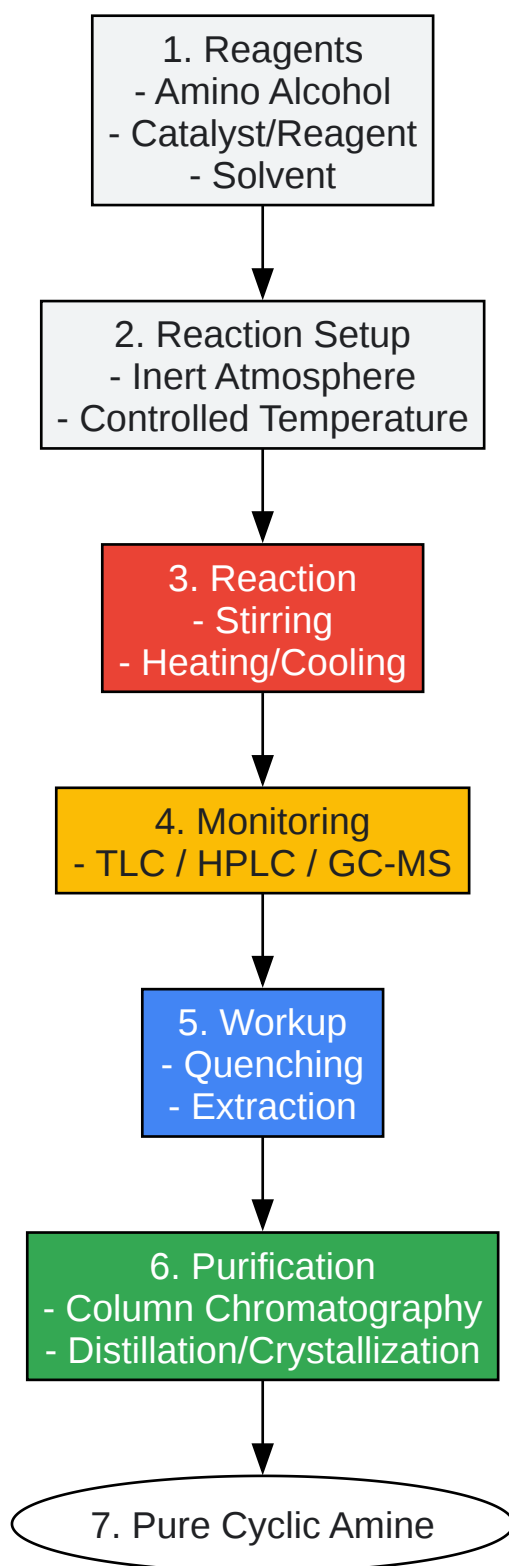 1. Reagents
- Amino Alcohol
- Catalyst/Reagent
- Solvent
2. Reaction Setup
- Inert Atmosphere
- Controlled Temperature
3. Reaction
- Stirring
- Heating/Cooling
4. Monitoring
- TLC / HPLC / GC-MS
5. Workup
- Quenching
- Extraction
6. Purification
- Column Chromatography
- Distillation/Crystallization
7. Pure Cyclic Amine